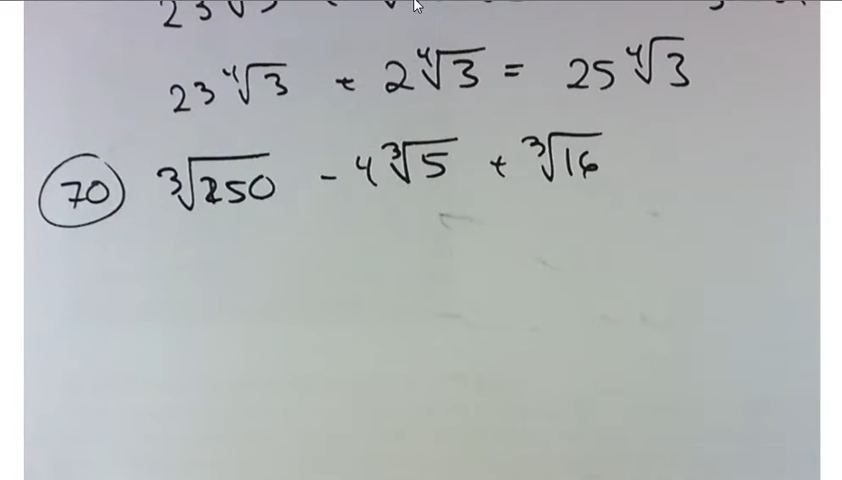 23 ∜3 + 2 ∜3 = 25 ∜3
70 ∛250 - 4 ∛5 + ∛16